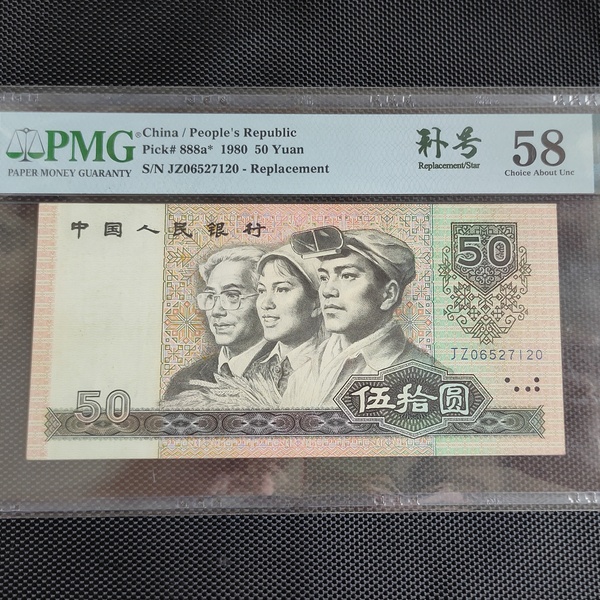 PMG
PAPER MONEY GUARANTY
China / People's Republic
Pick# 888a* 1980 50 Yuan
S/N JZ06527120 - Replacement
补号
Replacement/Star
58
Choice About Unc
中国人民银行
50
JZ06527120
50
伍拾圆